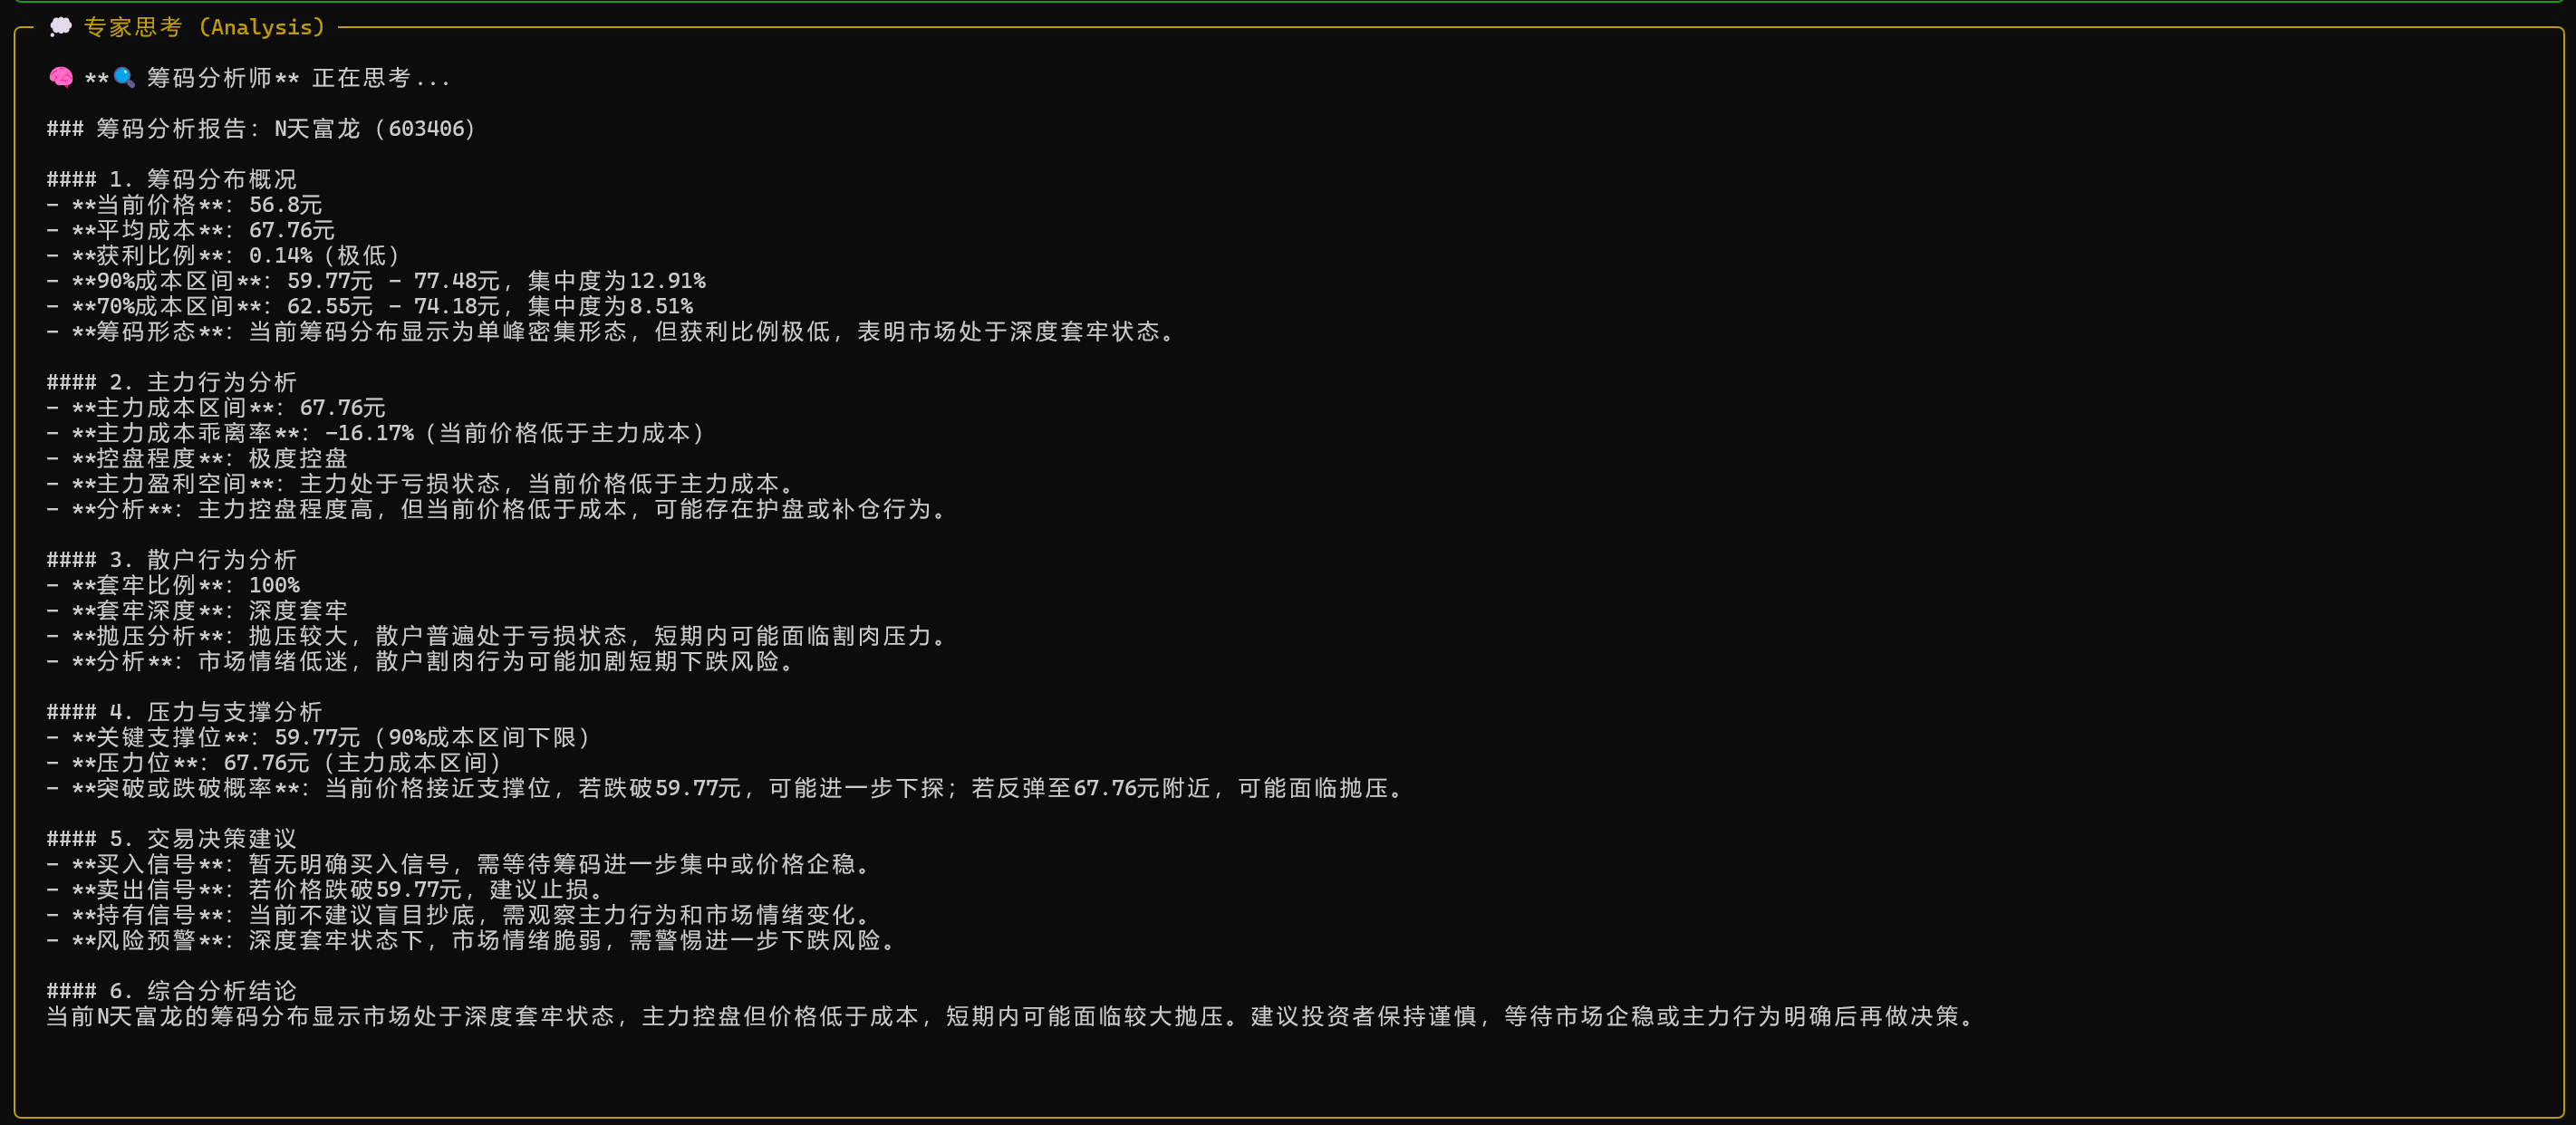 专家思考 (Analysis)
**🔍 筹码分析师** 正在思考...
### 筹码分析报告：N天富龙（603406）
#### 1. 筹码分布概况
- **当前价格**：56.8元
- **平均成本**：67.76元
- **获利比例**：0.14%（极低）
- **90%成本区间**：59.77元 - 77.48元，集中度为12.91%
- **70%成本区间**：62.55元 - 74.18元，集中度为8.51%
- **筹码形态**：当前筹码分布显示为单峰密集形态，但获利比例极低，表明市场处于深度套牢状态。
#### 2. 主力行为分析
- **主力成本区间**：67.76元
- **主力成本乖离率**：-16.17%（当前价格低于主力成本）
- **控盘程度**：极度控盘
- **主力盈利空间**：主力处于亏损状态，当前价格低于主力成本。
- **分析**：主力控盘程度高，但当前价格低于成本，可能存在护盘或补仓行为。
#### 3. 散户行为分析
- **套牢比例**：100%
- **套牢深度**：深度套牢
- **抛压分析**：抛压较大，散户普遍处于亏损状态，短期内可能面临割肉压力。
- **分析**：市场情绪低迷，散户割肉行为可能加剧短期下跌风险。
#### 4. 压力与支撑分析
- **关键支撑位**：59.77元（90%成本区间下限）
- **压力位**：67.76元（主力成本区间）
- **突破或跌破概率**：当前价格接近支撑位，若跌破59.77元，可能进一步下探；若反弹至67.76元附近，可能面临抛压。
#### 5. 交易决策建议
- **买入信号**：暂无明确买入信号，需等待筹码进一步集中或价格企稳。
- **卖出信号**：若价格跌破59.77元，建议止损。
- **持有信号**：当前不建议盲目抄底，需观察主力行为和市场情绪变化。
- **风险预警**：深度套牢状态下，市场情绪脆弱，需警惕进一步下跌风险。
#### 6. 综合分析结论
当前N天富龙的筹码分布显示市场处于深度套牢状态，主力控盘但价格低于成本，短期内可能面临较大抛压。建议投资者保持谨慎，等待市场企稳或主力行为明确后再做决策。